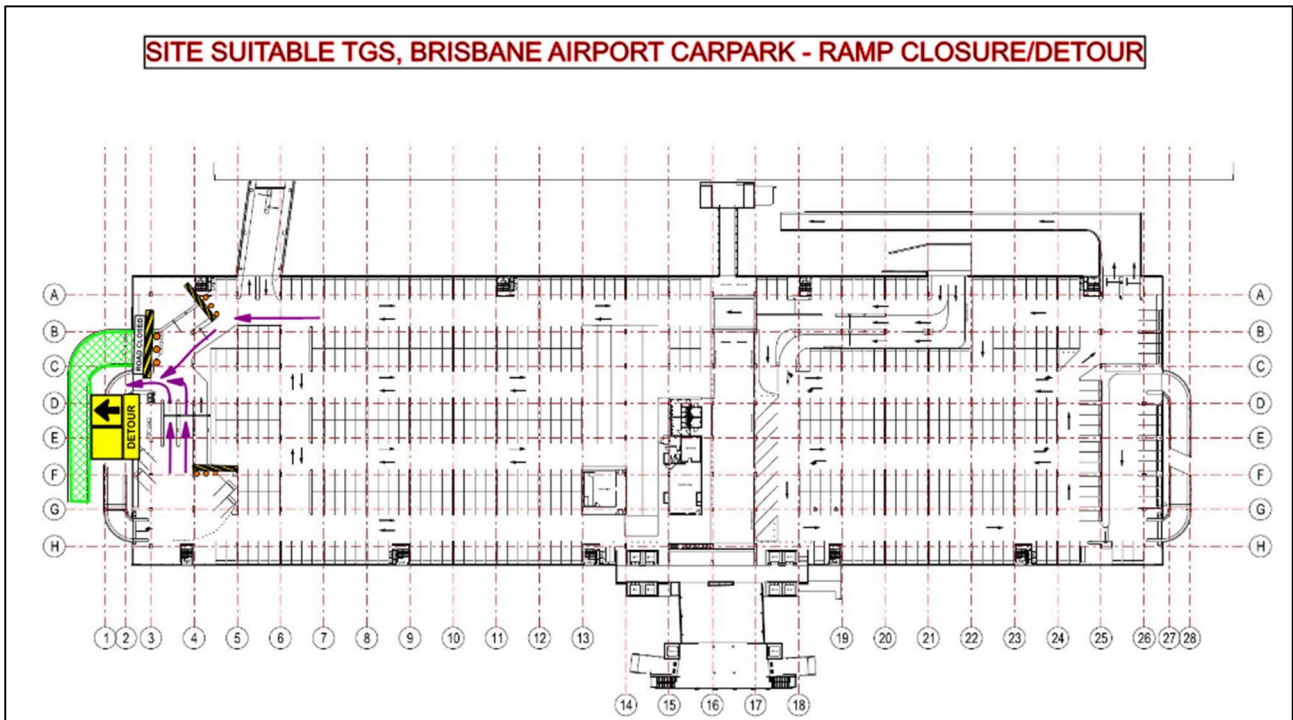 SITE SUITABLE TGS, BRISBANE AIRPORT CARPARK - RAMP CLOSURE/DETOUR
A A
B B
ROAD CLOSED
C C
D D
DETOUR
E E
F F
G G
H H
1 2 3 4 5 6 7 8 9 10 11 12 13 19 20 21 22 23 24 25 26 27 28
14 15 16 17 18